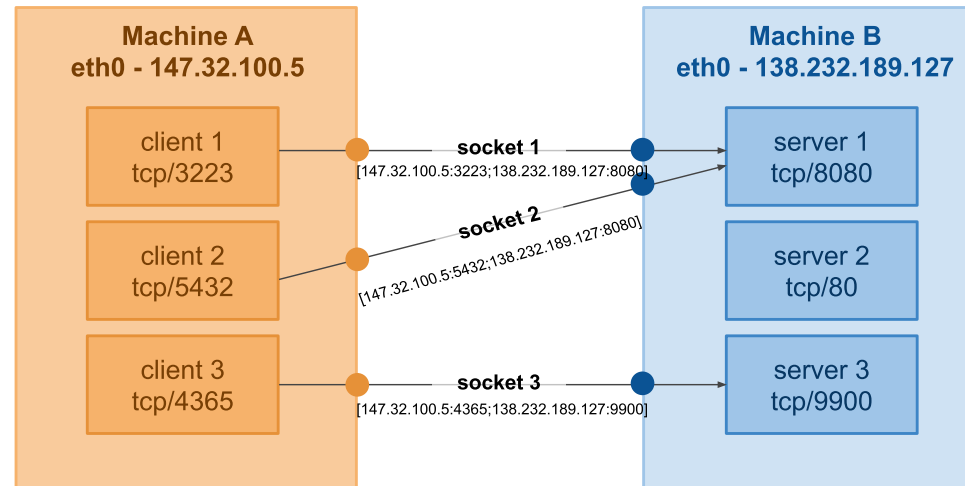 Machine A
eth0 - 147.32.100.5
client 1
tcp/3223
client 2
tcp/5432
client 3
tcp/4365
socket 1
[147.32.100.5:3223;138.232.189.127:8080]
socket 2
[147.32.100.5:5432;138.232.189.127:8080]
socket 3
[147.32.100.5:4365;138.232.189.127:9900]
Machine B
eth0 - 138.232.189.127
server 1
tcp/8080
server 2
tcp/80
server 3
tcp/9900